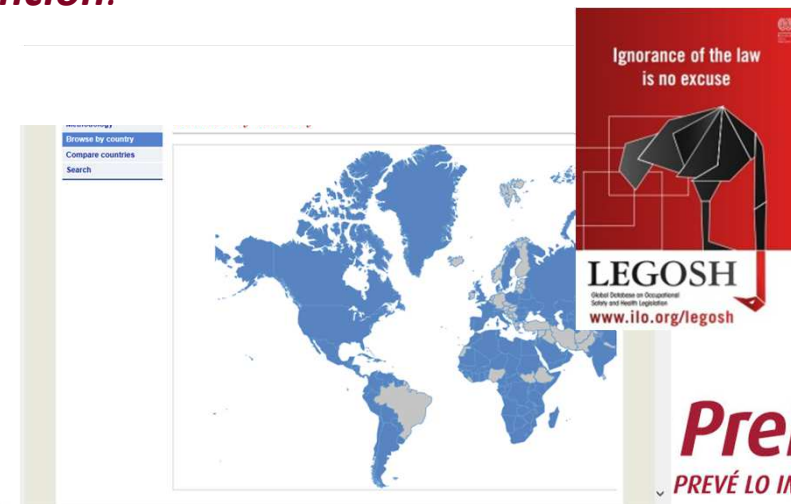 Browse by country
Compare countries
Search
Ignorance of the law
is no excuse
LEGOSH
Global Database on Occupational
Safety and Health Legislation
www.ilo.org/legosh
PREVÉ LO